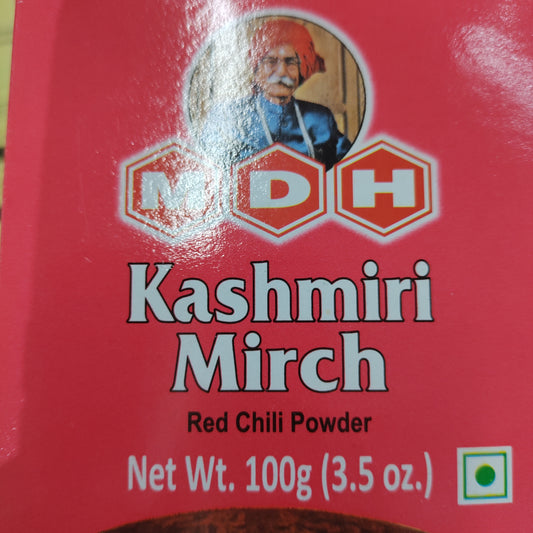 MDH
Kashmiri
Mirch
Red Chili Powder
Net Wt. 100g (3.5 oz.)